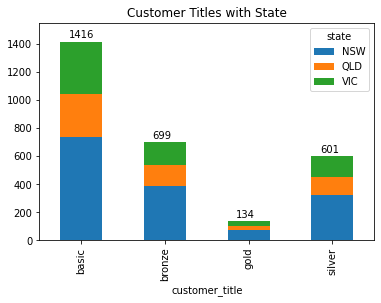 Customer Titles with State
state
NSW
QLD
VIC
1400
1200
1000
800
600
400
200
0
1416
699
134
601
basic
bronze
gold
silver
customer_title